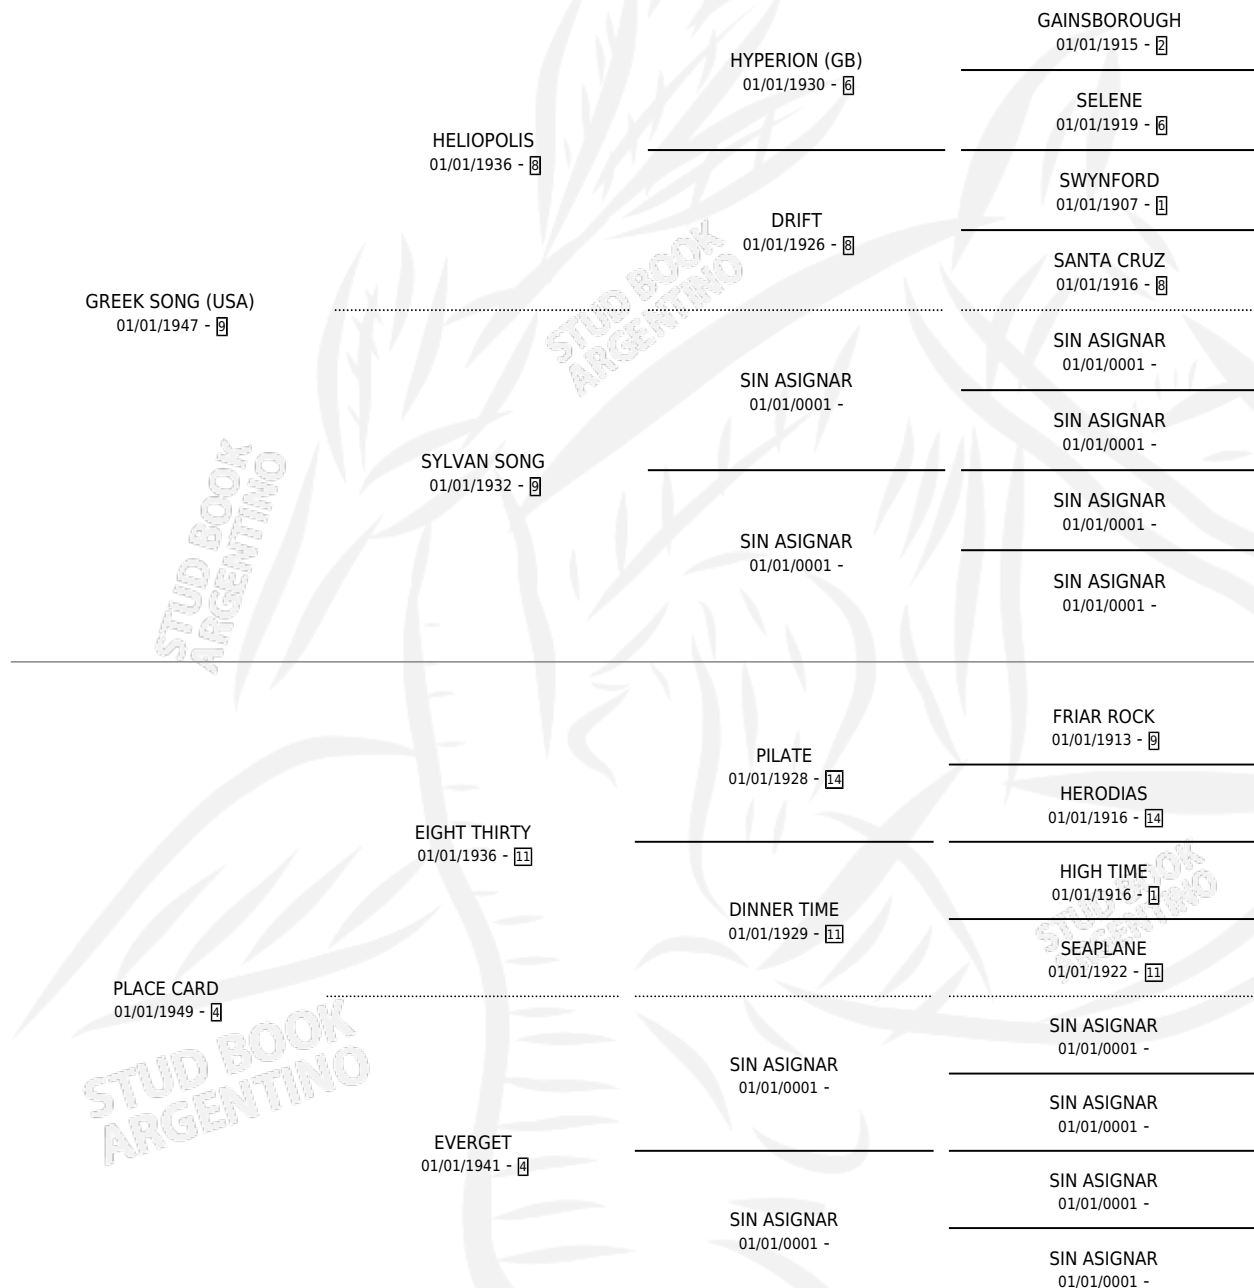 GAINSBOROUGH
01/01/1915 - 2
HYPERION (GB)
01/01/1930 - 6
SELENE
01/01/1919 - 6
HELIOPOLIS
01/01/1936 - 8
SWYNFORD
01/01/1907 - 1
DRIFT
01/01/1926 - 8
SANTA CRUZ
01/01/1916 - 8
GREEK SONG (USA)
01/01/1947 - 9
STUD BOOK
ARGENTINO
SIN ASIGNAR
01/01/0001 -
SIN ASIGNAR
01/01/0001 -
SIN ASIGNAR
01/01/0001 -
SYLVAN SONG
01/01/1932 - 9
STUD BOOK
ARGENTINO
SIN ASIGNAR
01/01/0001 -
SIN ASIGNAR
01/01/0001 -
SIN ASIGNAR
01/01/0001 -
FRIAR ROCK
01/01/1913 - 9
PILATE
01/01/1928 - 14
HERODIAS
01/01/1916 - 14
EIGHT THIRTY
01/01/1936 - 11
HIGH TIME
01/01/1916 - 1
DINNER TIME
01/01/1929 - 11
STUD BOOK
ARGENTINO
SEAPLANE
01/01/1922 - 11
PLACE CARD
01/01/1949 - 4
STUD BOOK
ARGENTINO
SIN ASIGNAR
01/01/0001 -
SIN ASIGNAR
01/01/0001 -
SIN ASIGNAR
01/01/0001 -
EVERGET
01/01/1941 - 4
SIN ASIGNAR
01/01/0001 -
SIN ASIGNAR
01/01/0001 -
SIN ASIGNAR
01/01/0001 -